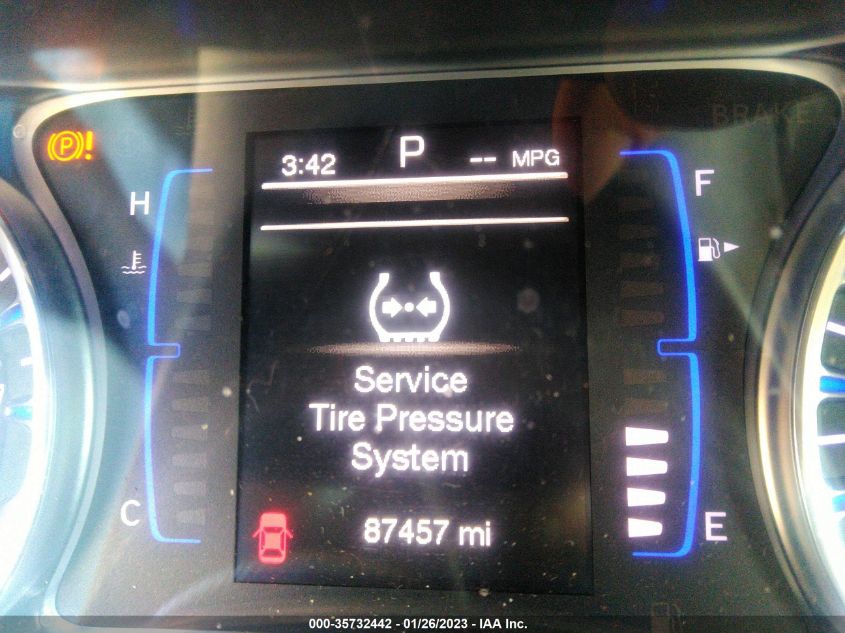 BRAKE
(P)!
3:42 P -- MPG
H
F
Service
Tire Pressure
System
C
E
87457 mi
000-35732442 - 01/26/2023 - IAA Inc.